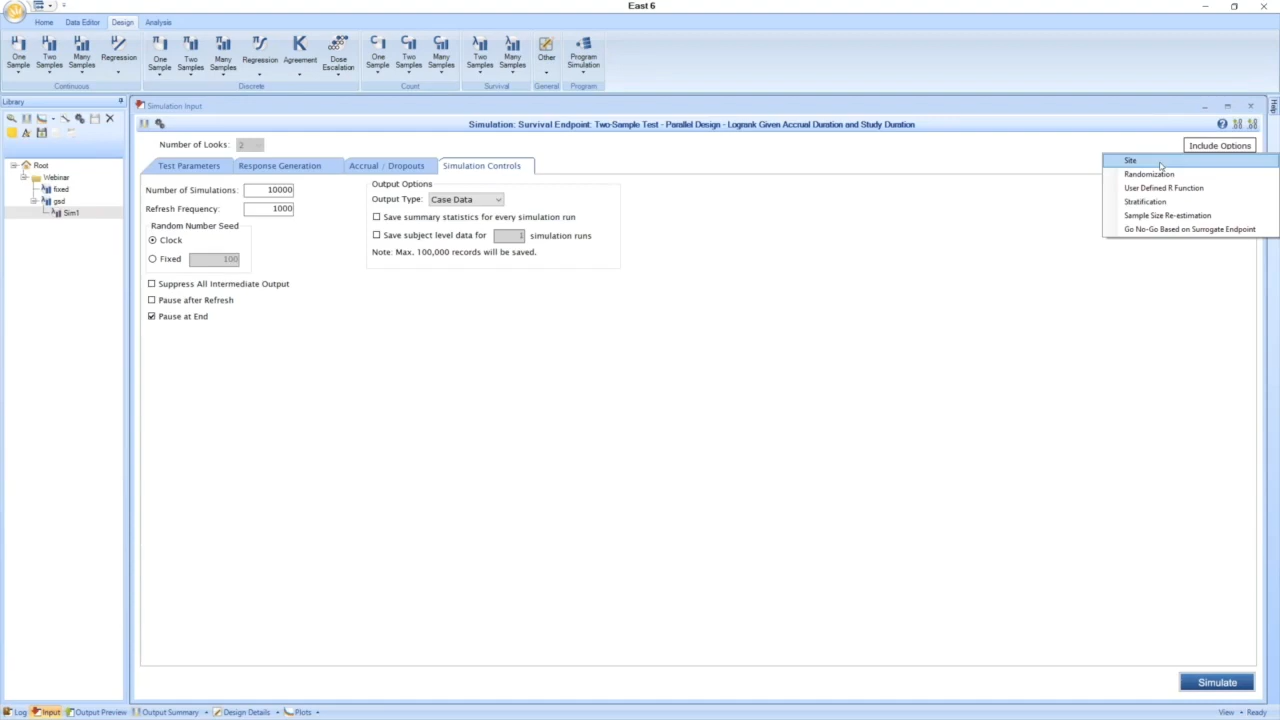 East 6
Home Data Editor Design Analysis
One Sample Two Samples Many Samples Regression One Sample Two Samples Many Samples Regression Agreement Dose Escalation One Sample Two Samples Many Samples Two Samples Many Samples Other Program Simulation
Continuous Discrete Count Survival General Program
Library
Simulation Input
Help
Simulation: Survival Endpoint: Two-Sample Test - Parallel Design - Logrank Given Accrual Duration and Study Duration
Number of Looks: 2
Include Options
Site
Randomization
User Defined R Function
Stratification
Sample Size Re-estimation
Go No-Go Based on Surrogate Endpoint
Root
Webinar
fixed
gsd
Sim1
Test Parameters Response Generation Accrual / Dropouts Simulation Controls
Number of Simulations: 10000
Refresh Frequency: 1000
Random Number Seed
Clock
Fixed 100
Suppress All Intermediate Output
Pause after Refresh
Pause at End
Output Options
Output Type: Case Data
Save summary statistics for every simulation run
Save subject level data for 1 simulation runs
Note: Max. 100,000 records will be saved.
Simulate
Log Input Output Preview Output Summary Design Details Plots View Ready